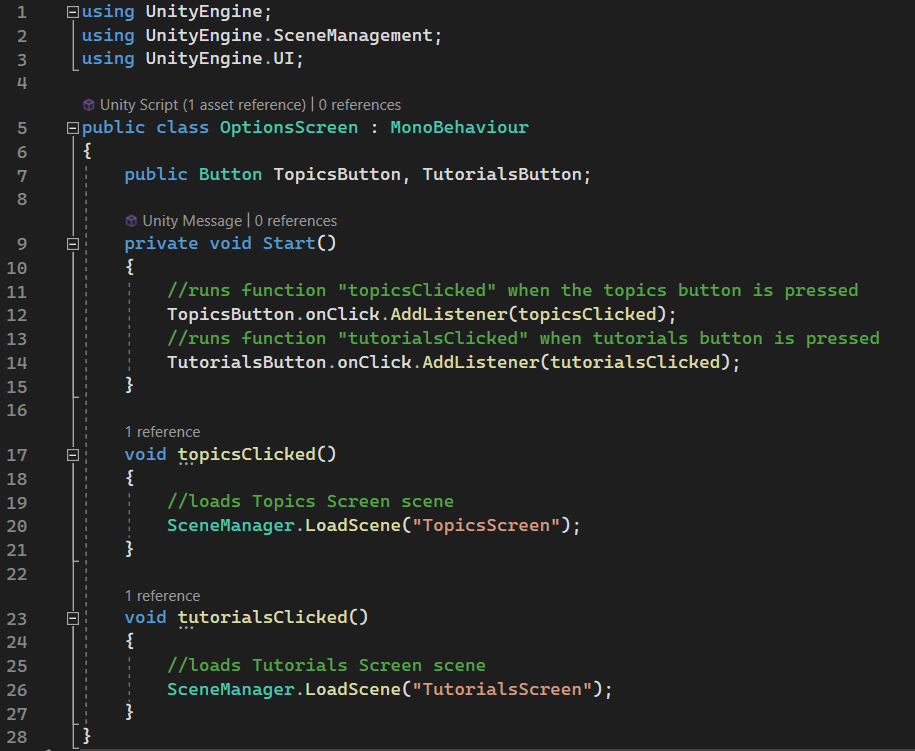 1 using UnityEngine;
2 using UnityEngine.SceneManagement;
3 using UnityEngine.UI;
4
Unity Script (1 asset reference) | 0 references
5 public class OptionsScreen : MonoBehaviour
6 {
7 public Button TopicsButton, TutorialsButton;
8
Unity Message | 0 references
9 private void Start()
10 {
11 //runs function "topicsClicked" when the topics button is pressed
12 TopicsButton.onClick.AddListener(topicsClicked);
13 //runs function "tutorialsClicked" when tutorials button is pressed
14 TutorialsButton.onClick.AddListener(tutorialsClicked);
15 }
16
1 reference
17 void topicsClicked()
18 {
19 //loads Topics Screen scene
20 SceneManager.LoadScene("TopicsScreen");
21 }
22
1 reference
23 void tutorialsClicked()
24 {
25 //loads Tutorials Screen scene
26 SceneManager.LoadScene("TutorialsScreen");
27 }
28 }